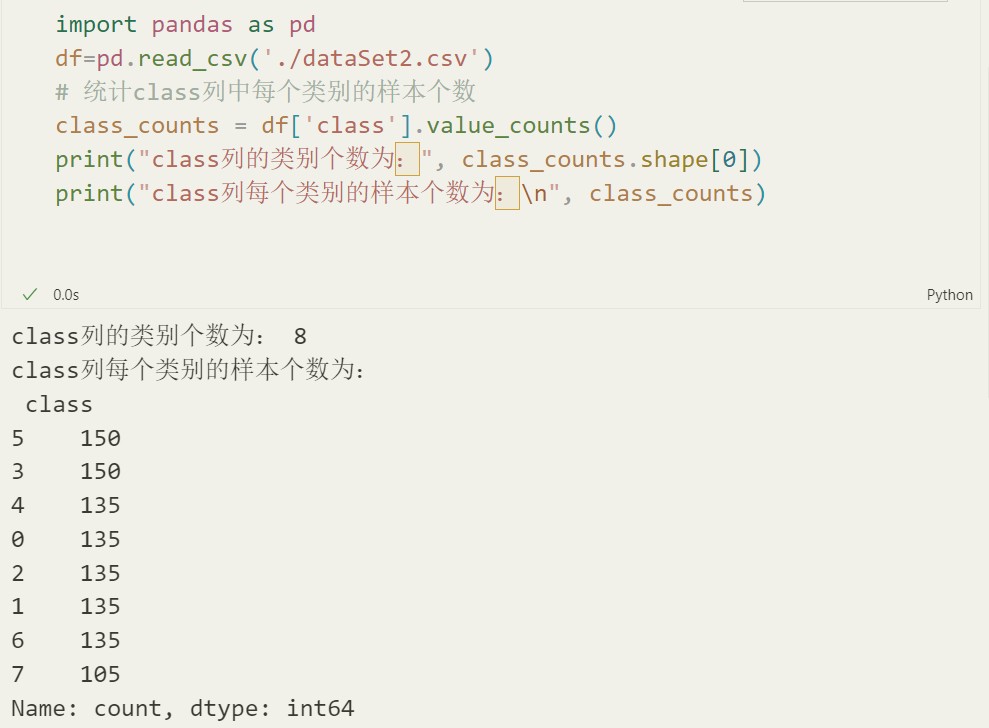 import pandas as pd
df=pd.read_csv('./dataSet2.csv')
# 统计class列中每个类别的样本个数
class_counts = df['class'].value_counts()
print("class列的类别个数为：", class_counts.shape[0])
print("class列每个类别的样本个数为：\n", class_counts)
0.0s
Python
class列的类别个数为： 8
class列每个类别的样本个数为：
 class
5    150
3    150
4    135
0    135
2    135
1    135
6    135
7    105
Name: count, dtype: int64